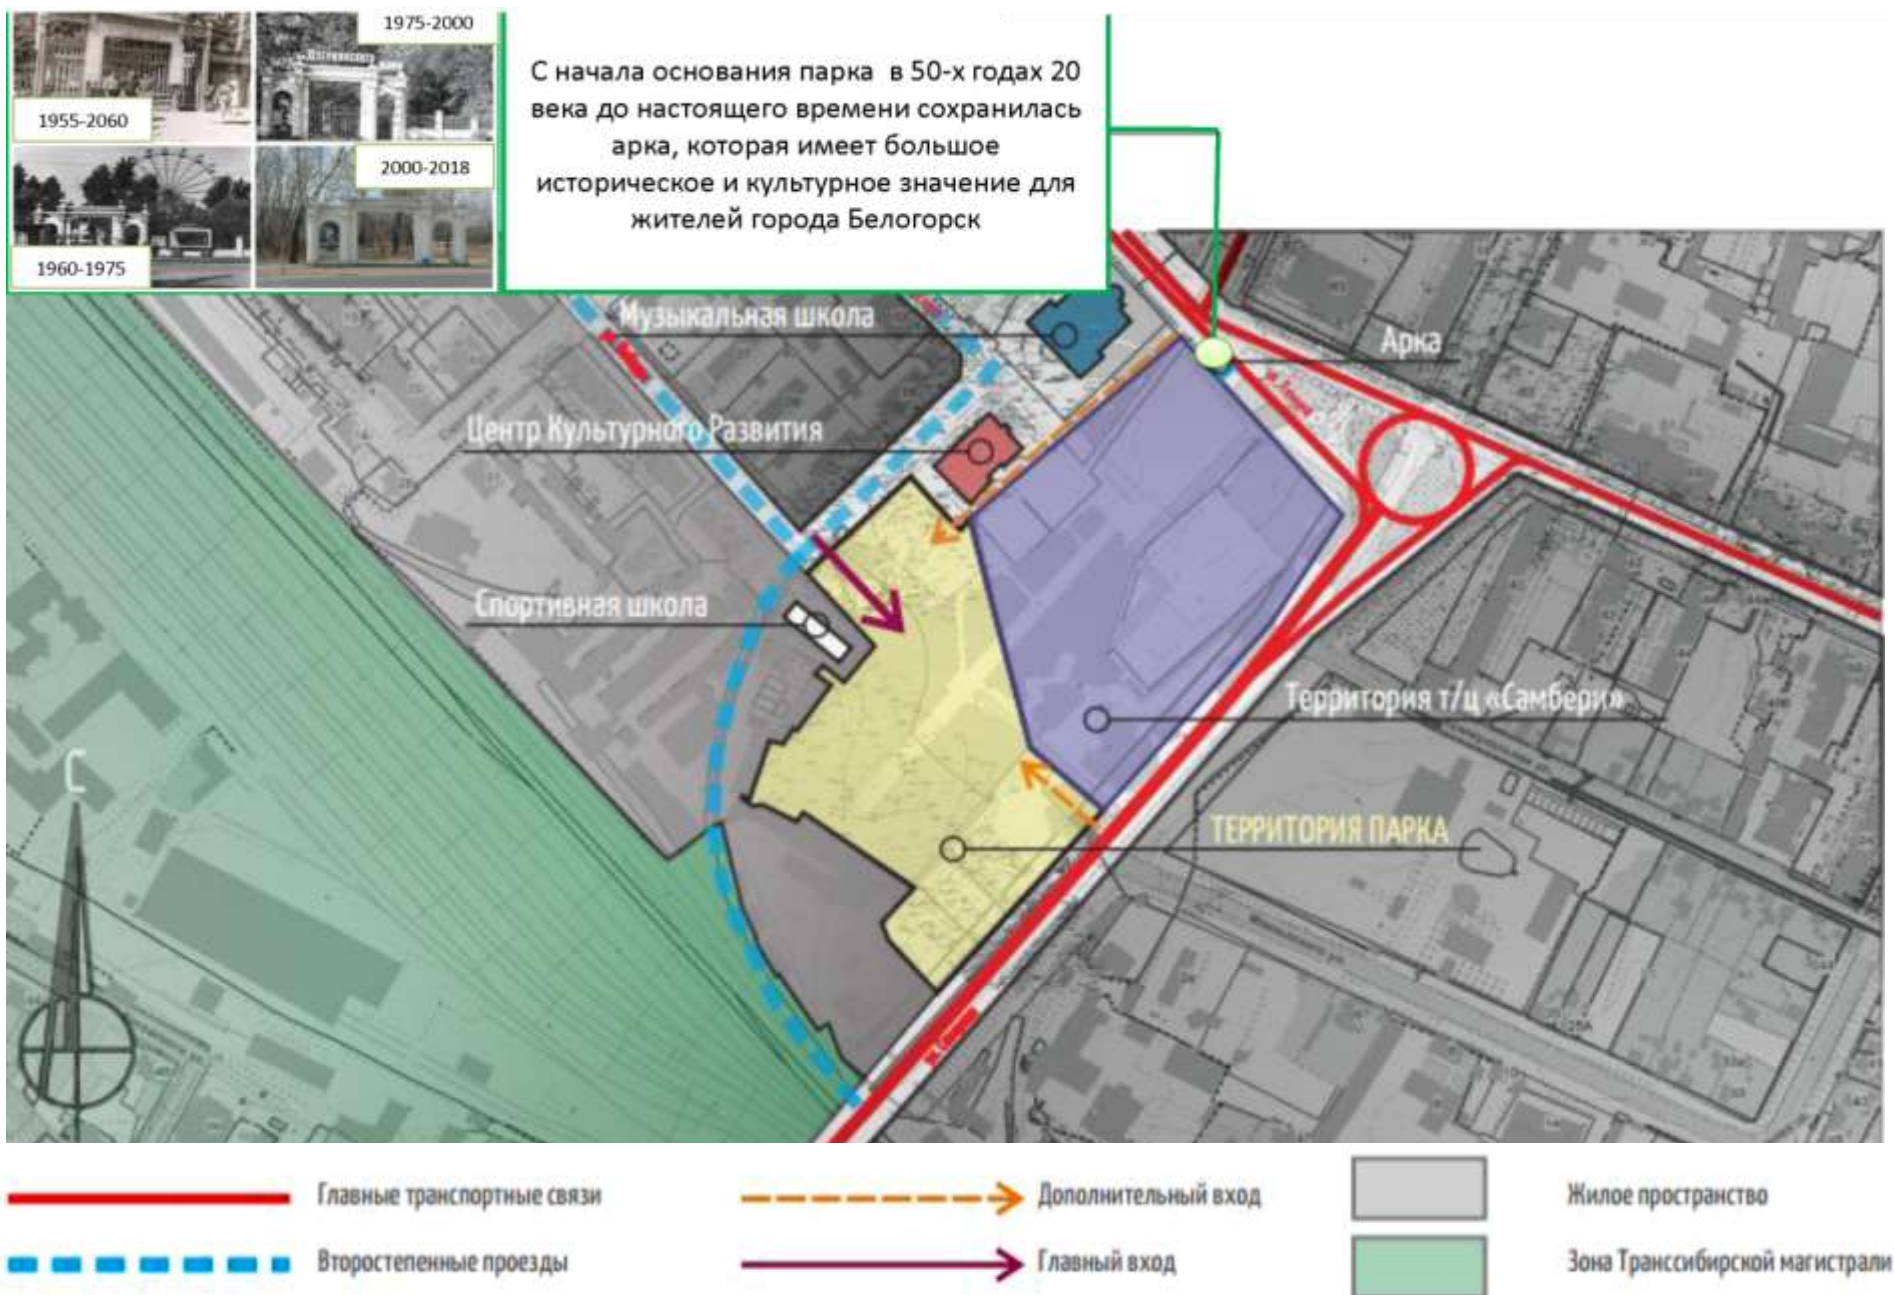 1975-2000
1955-2060
2000-2018
1960-1975
С начала основания парка в 50-х годах 20
века до настоящего времени сохранилась
арка, которая имеет большое
историческое и культурное значение для
жителей города Белогорск
Музыкальная школа
Арка
Центр Культурного Развития
Спортивная школа
Территория т/ц «Самбери»
ТЕРРИТОРИЯ ПАРКА
С
Главные транспортные связи
Дополнительный вход
Жилое пространство
Второстепенные проезды
Главный вход
Зона Транссибирской магистрали